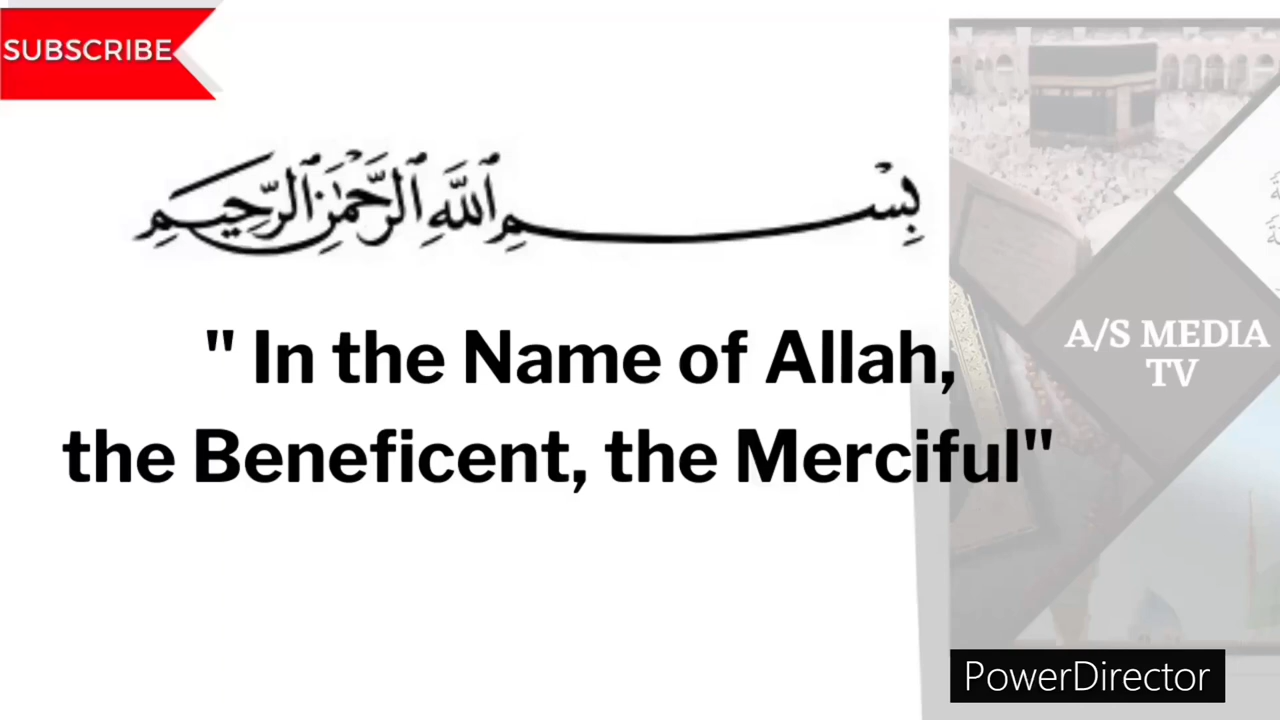 SUBSCRIBE
بِسْمِ ٱللَّهِ ٱلرَّحْمَٰنِ ٱلرَّحِيمِ
" In the Name of Allah,
the Beneficent, the Merciful"
A/S MEDIA
TV
PowerDirector